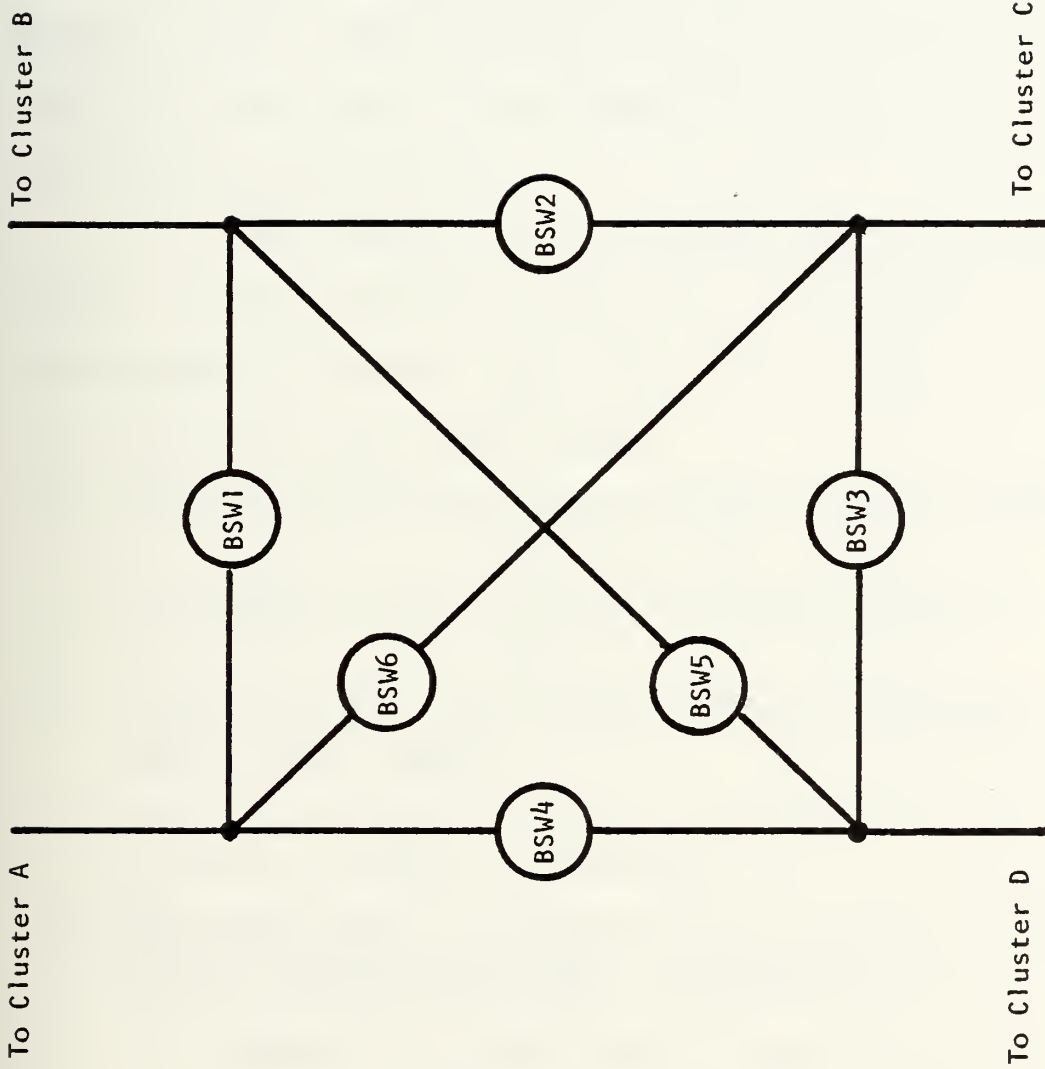 To Cluster A
To Cluster B
BSW1
BSW6
BSW4
BSW2
BSW5
BSW3
To Cluster D
To Cluster C